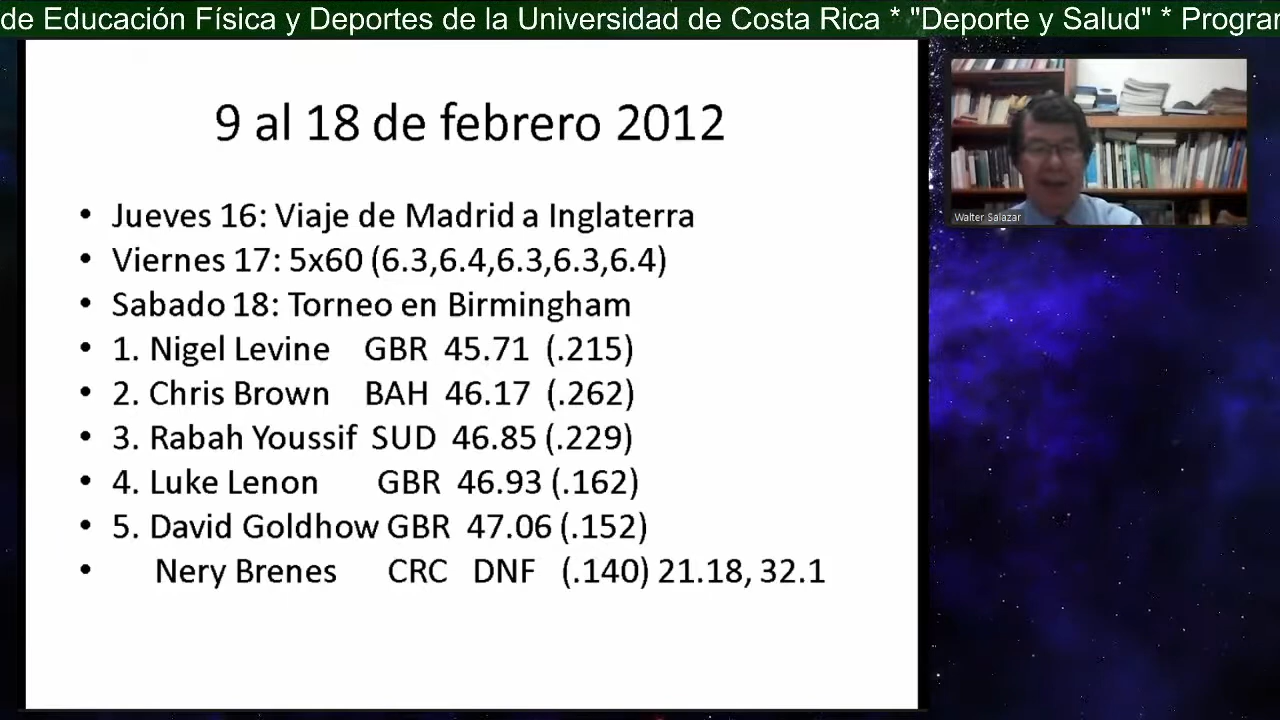 de Educación Física y Deportes de la Universidad de Costa Rica * "Deporte y Salud" * Program
9 al 18 de febrero 2012
• Jueves 16: Viaje de Madrid a Inglaterra
• Viernes 17: 5x60 (6.3,6.4,6.3,6.3,6.4)
• Sabado 18: Torneo en Birmingham
• 1. Nigel Levine GBR 45.71 (.215)
• 2. Chris Brown BAH 46.17 (.262)
• 3. Rabah Youssif SUD 46.85 (.229)
• 4. Luke Lenon GBR 46.93 (.162)
• 5. David Goldhow GBR 47.06 (.152)
• Nery Brenes CRC DNF (.140) 21.18, 32.1
Walter Salazar